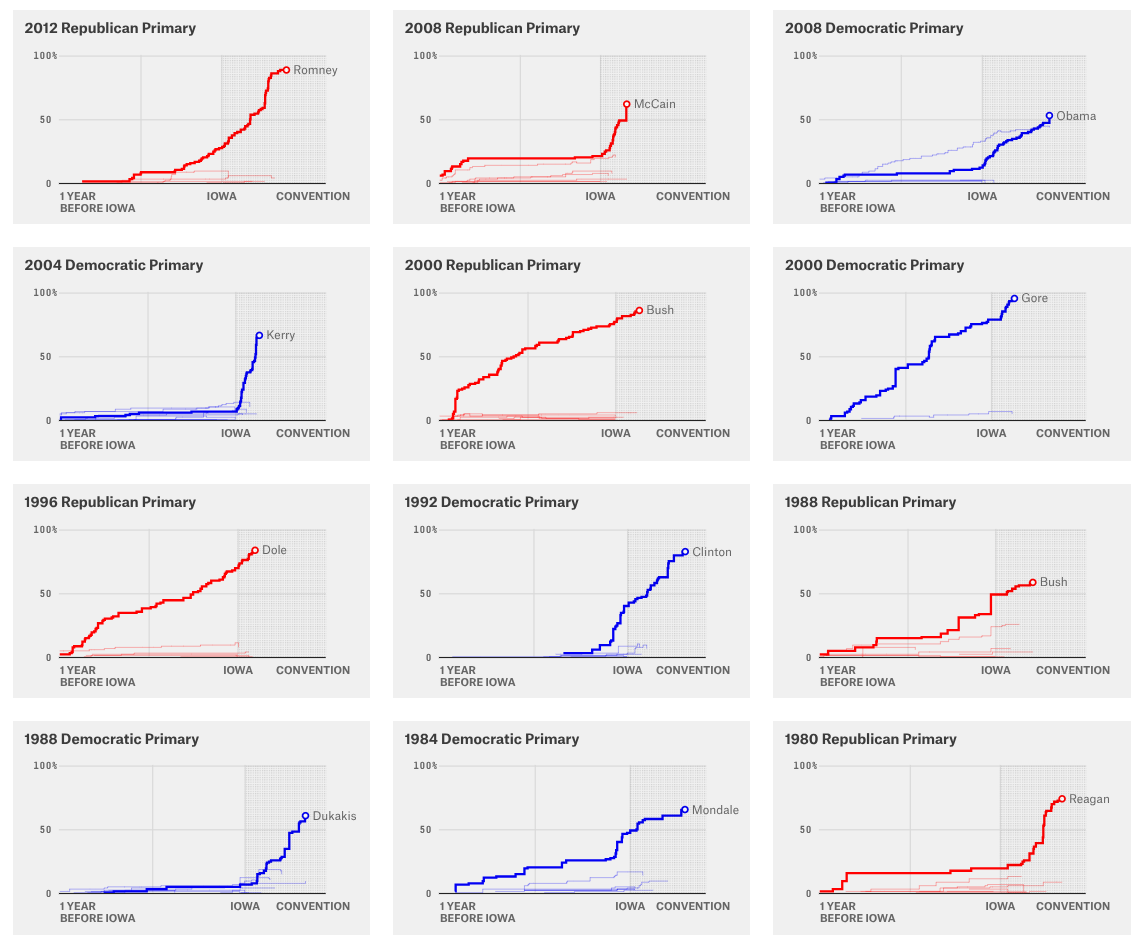 2012 Republican Primary
100%
50
0
Romney
1 YEAR
BEFORE IOWA
IOWA
CONVENTION
2008 Republican Primary
100%
50
0
McCain
1 YEAR
BEFORE IOWA
IOWA
CONVENTION
2008 Democratic Primary
100%
50
0
Obama
1 YEAR
BEFORE IOWA
IOWA
CONVENTION
2004 Democratic Primary
100%
50
0
Kerry
1 YEAR
BEFORE IOWA
IOWA
CONVENTION
2000 Republican Primary
100%
50
0
Bush
1 YEAR
BEFORE IOWA
IOWA
CONVENTION
2000 Democratic Primary
100%
50
0
Gore
1 YEAR
BEFORE IOWA
IOWA
CONVENTION
1996 Republican Primary
100%
50
0
Dole
1 YEAR
BEFORE IOWA
IOWA
CONVENTION
1992 Democratic Primary
100%
50
0
Clinton
1 YEAR
BEFORE IOWA
IOWA
CONVENTION
1988 Republican Primary
100%
50
0
Bush
1 YEAR
BEFORE IOWA
IOWA
CONVENTION
1988 Democratic Primary
100%
50
0
Dukakis
1 YEAR
BEFORE IOWA
IOWA
CONVENTION
1984 Democratic Primary
100%
50
0
Mondale
1 YEAR
BEFORE IOWA
IOWA
CONVENTION
1980 Republican Primary
100%
50
0
Reagan
1 YEAR
BEFORE IOWA
IOWA
CONVENTION